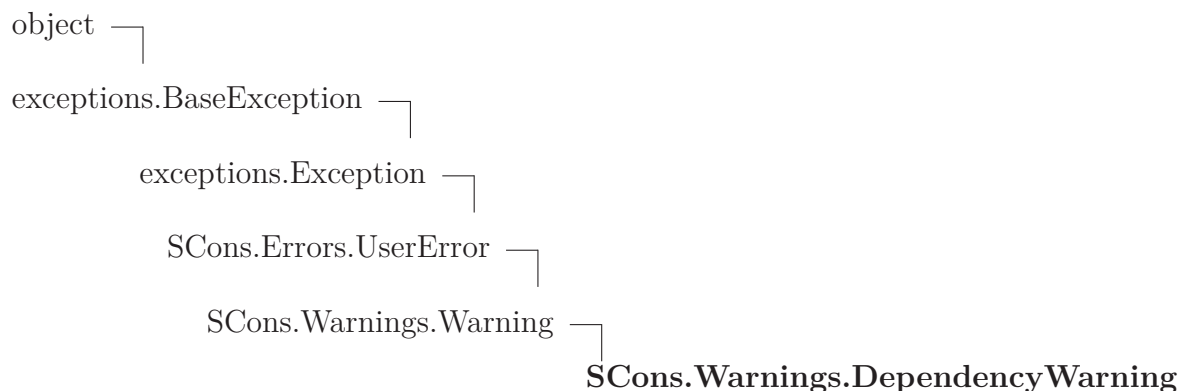 object
exceptions.BaseException
exceptions.Exception
SCons.Errors.UserError
SCons.Warnings.Warning
SCons.Warnings.DependencyWarning